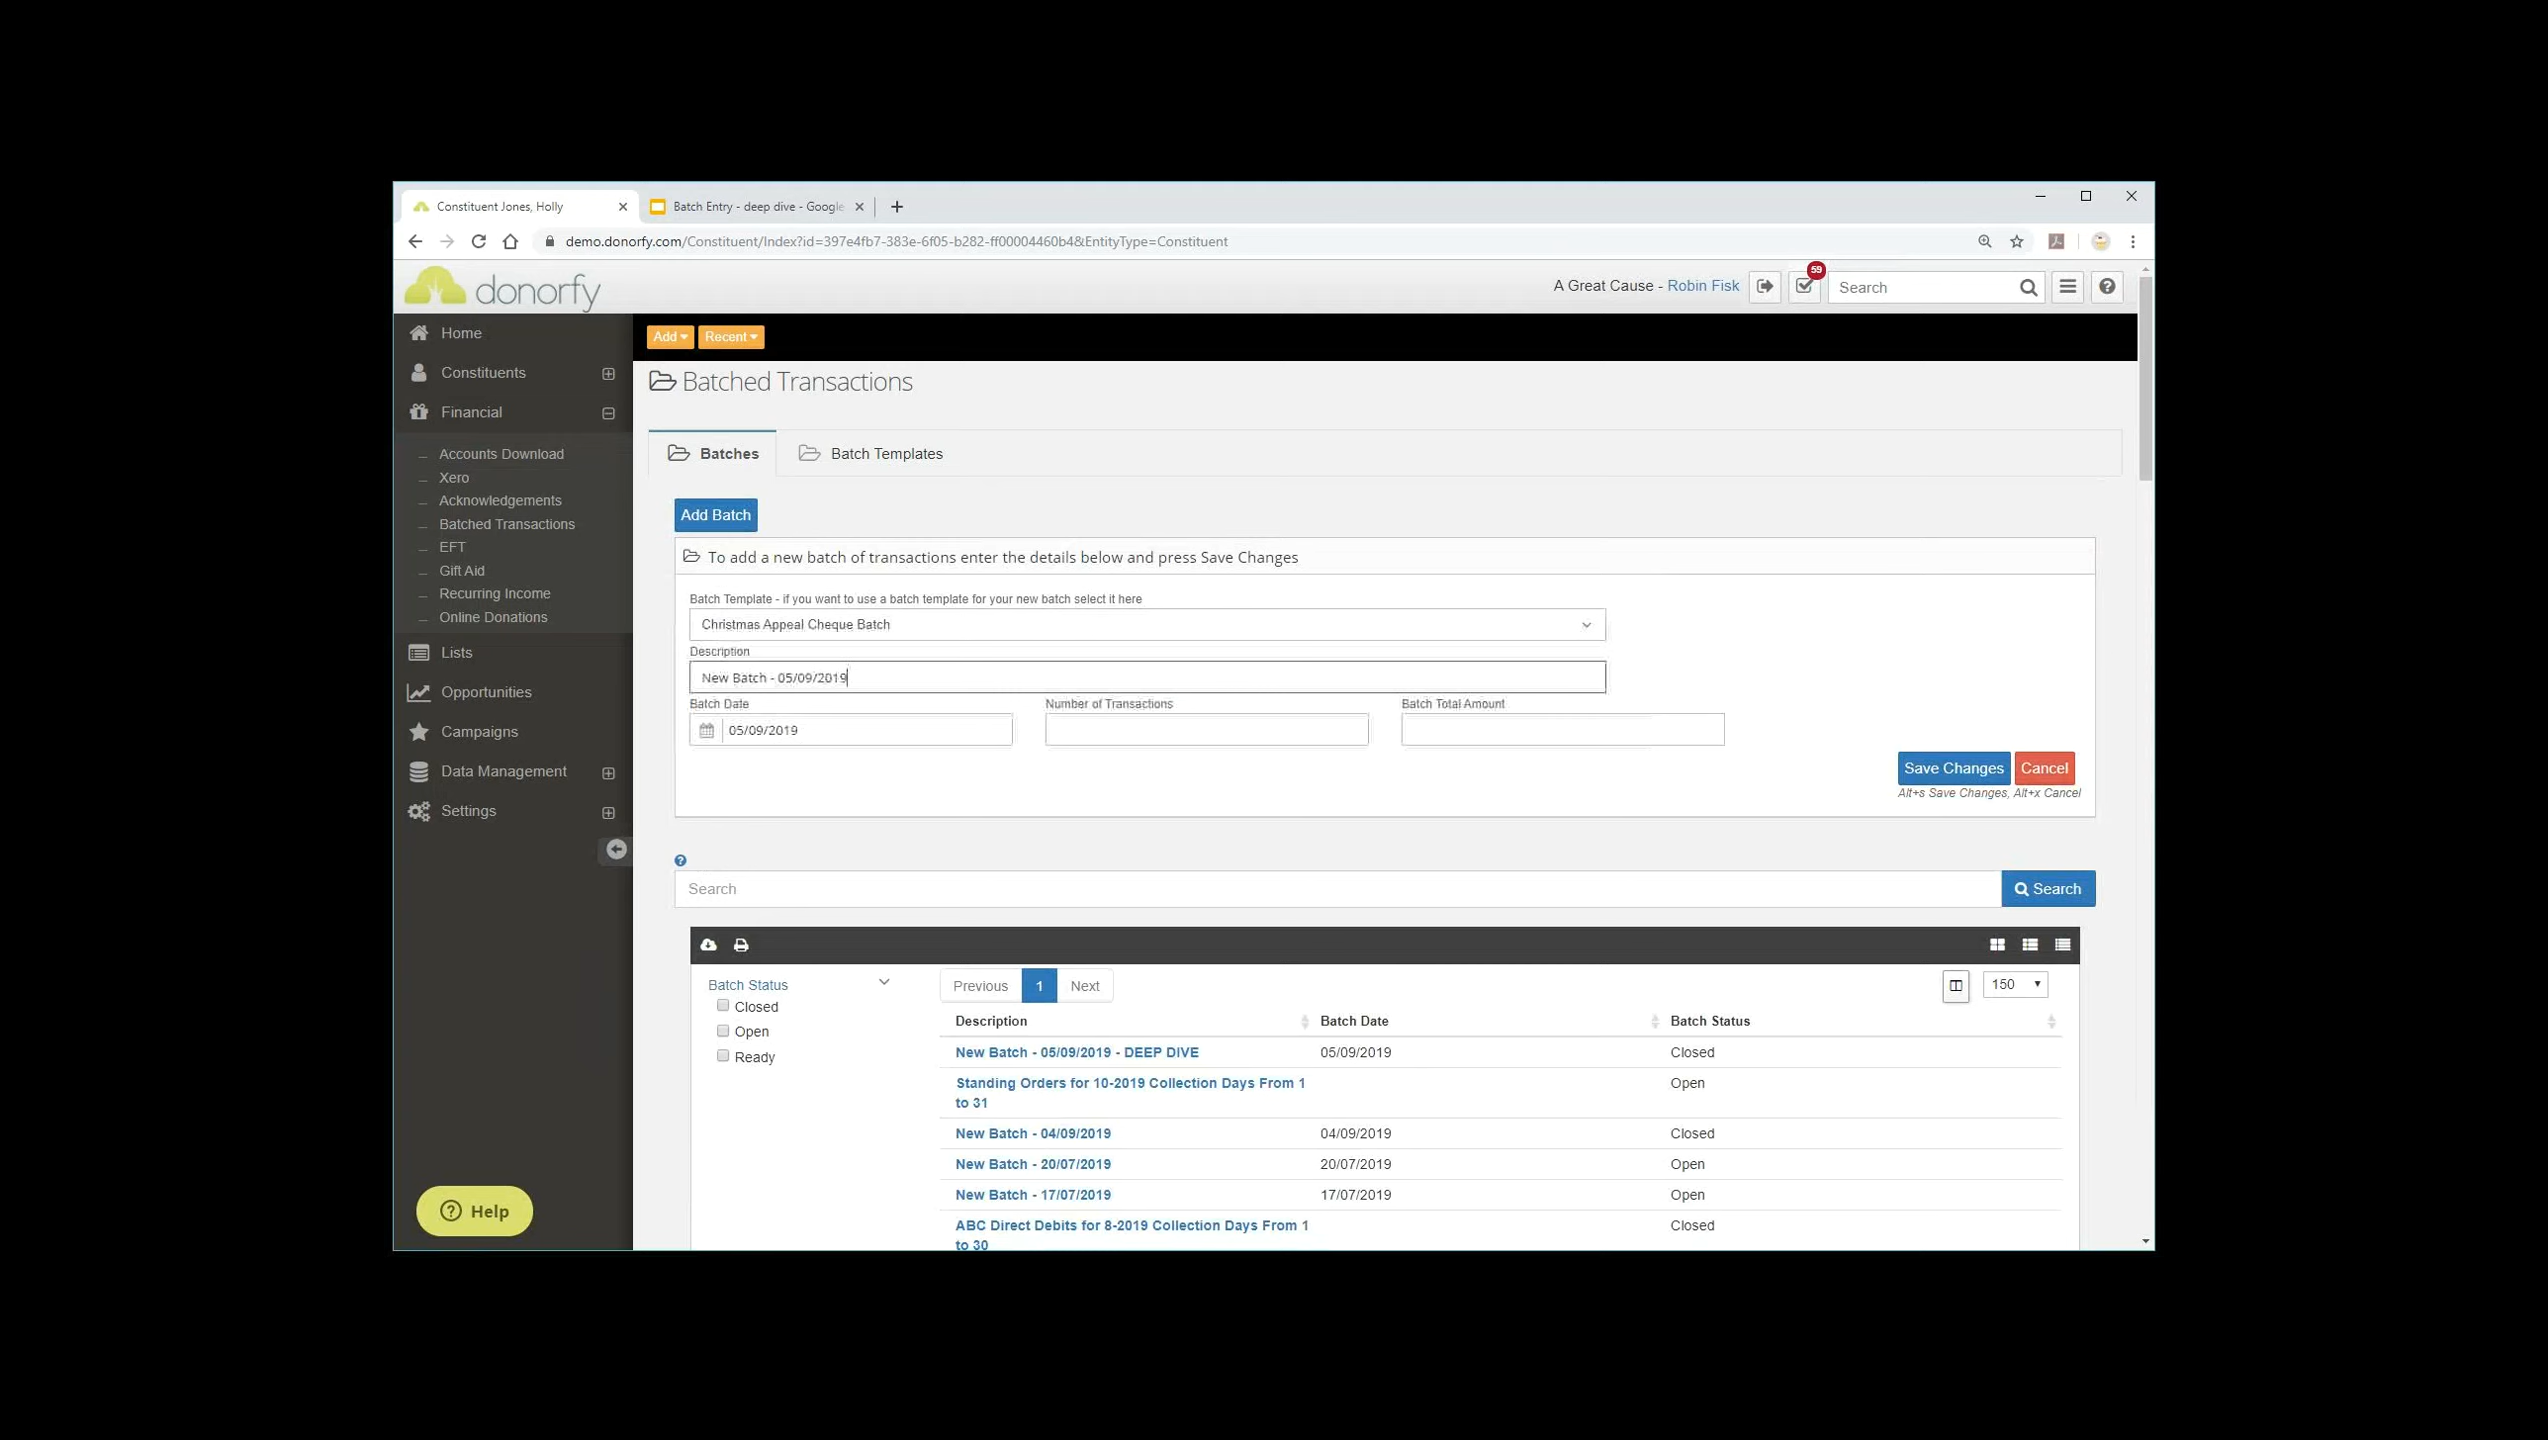 Constituent Jones, Holly
Batch Entry - deep dive - Google
demo.donorfy.com/Constituent/Index?id=397e4fb7-383e-6f05-b282-ff00004460b4&EntityType=Constituent
donorfy
A Great Cause - Robin Fisk
59
Search
Home
Constituents
Financial
Accounts Download
Xero
Acknowledgements
Batched Transactions
EFT
Gift Aid
Recurring Income
Online Donations
Lists
Opportunities
Campaigns
Data Management
Settings
Help
Add
Recent
Batched Transactions
Batches
Batch Templates
Add Batch
To add a new batch of transactions enter the details below and press Save Changes
Batch Template - if you want to use a batch template for your new batch select it here
Christmas Appeal Cheque Batch
Description
New Batch - 05/09/2019
Batch Date
Number of Transactions
Batch Total Amount
05/09/2019
Save Changes
Cancel
Alt+s Save Changes, Alt+x Cancel
Search
Search
Batch Status
Closed
Open
Ready
Previous
1
Next
150
Description
Batch Date
Batch Status
New Batch - 05/09/2019 - DEEP DIVE
05/09/2019
Closed
Standing Orders for 10-2019 Collection Days From 1
to 31
Open
New Batch - 04/09/2019
04/09/2019
Closed
New Batch - 20/07/2019
20/07/2019
Open
New Batch - 17/07/2019
17/07/2019
Open
ABC Direct Debits for 8-2019 Collection Days From 1
to 30
Closed